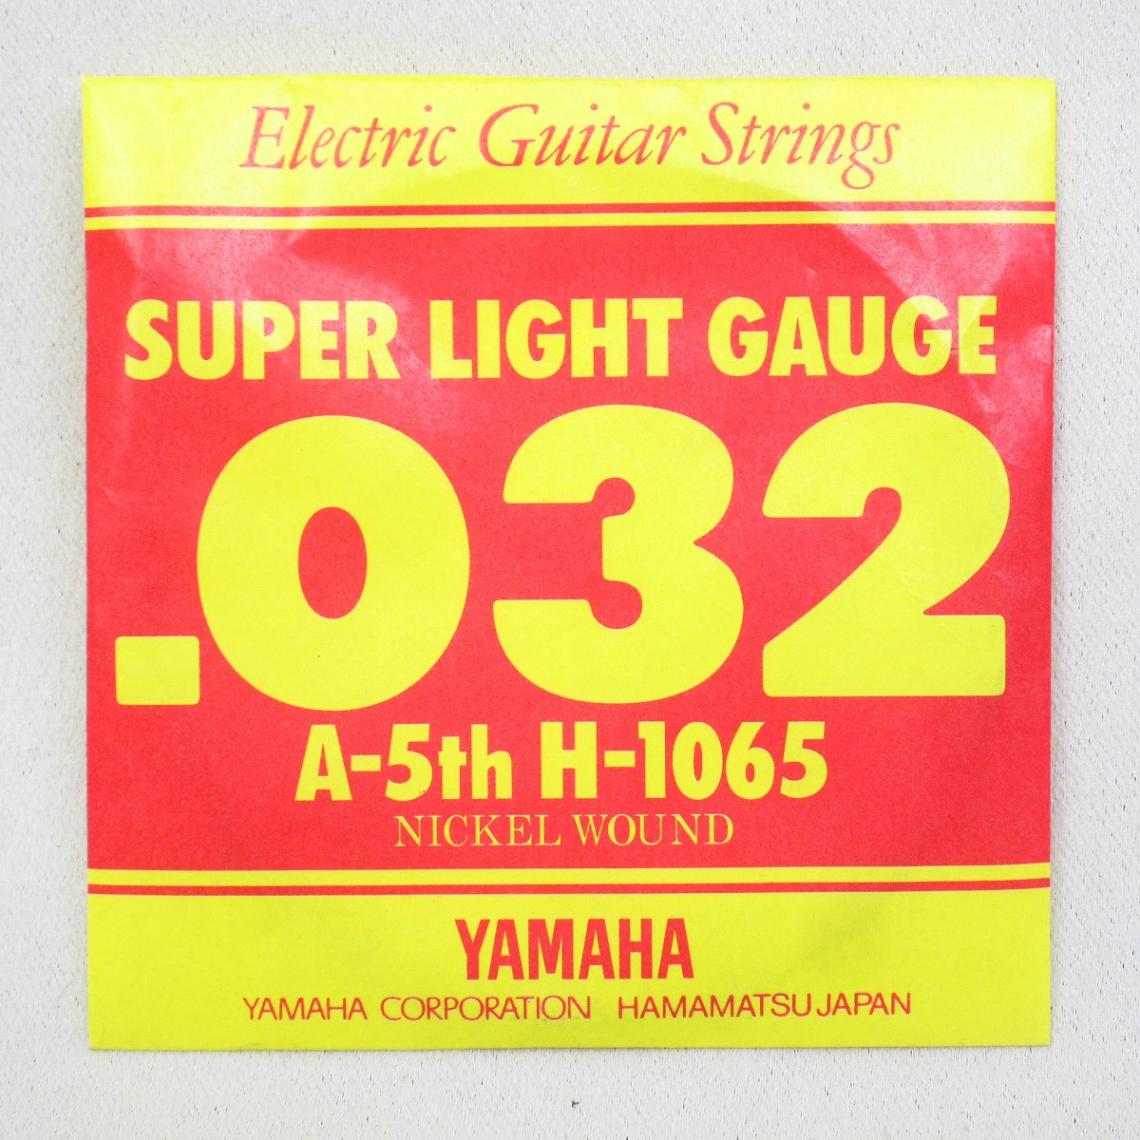 Electric Guitar Strings
SUPER LIGHT GAUGE
.032
A-5th H-1065
NICKEL WOUND
YAMAHA
YAMAHA CORPORATION HAMAMATSU JAPAN